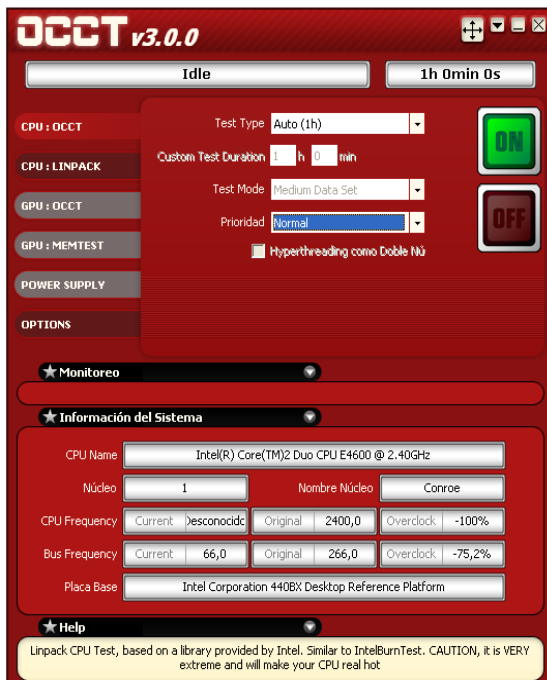 OCCT v3.0.0
Idle 1h 0min 0s
CPU : OCCT
CPU : LINPACK
GPU : OCCT
GPU : MEMTEST
POWER SUPPLY
OPTIONS
Test Type Auto (1h)
Custom Test Duration 1 h 0 min
Test Mode Medium Data Set
Prioridad Normal
Hyperthreading como Doble Nú
ON
OFF
Monitoreo
Información del Sistema
CPU Name Intel(R) Core(TM)2 Duo CPU E4600 @ 2.40GHz
Núcleo 1 Nombre Núcleo Conroe
CPU Frequency Current Desconocido Original 2400,0 Overclock -100%
Bus Frequency Current 66,0 Original 266,0 Overclock -75,2%
Placa Base Intel Corporation 440BX Desktop Reference Platform
Help
Linpack CPU Test, based on a library provided by Intel. Similar to IntelBurnTest. CAUTION, it is VERY
extreme and will make your CPU real hot